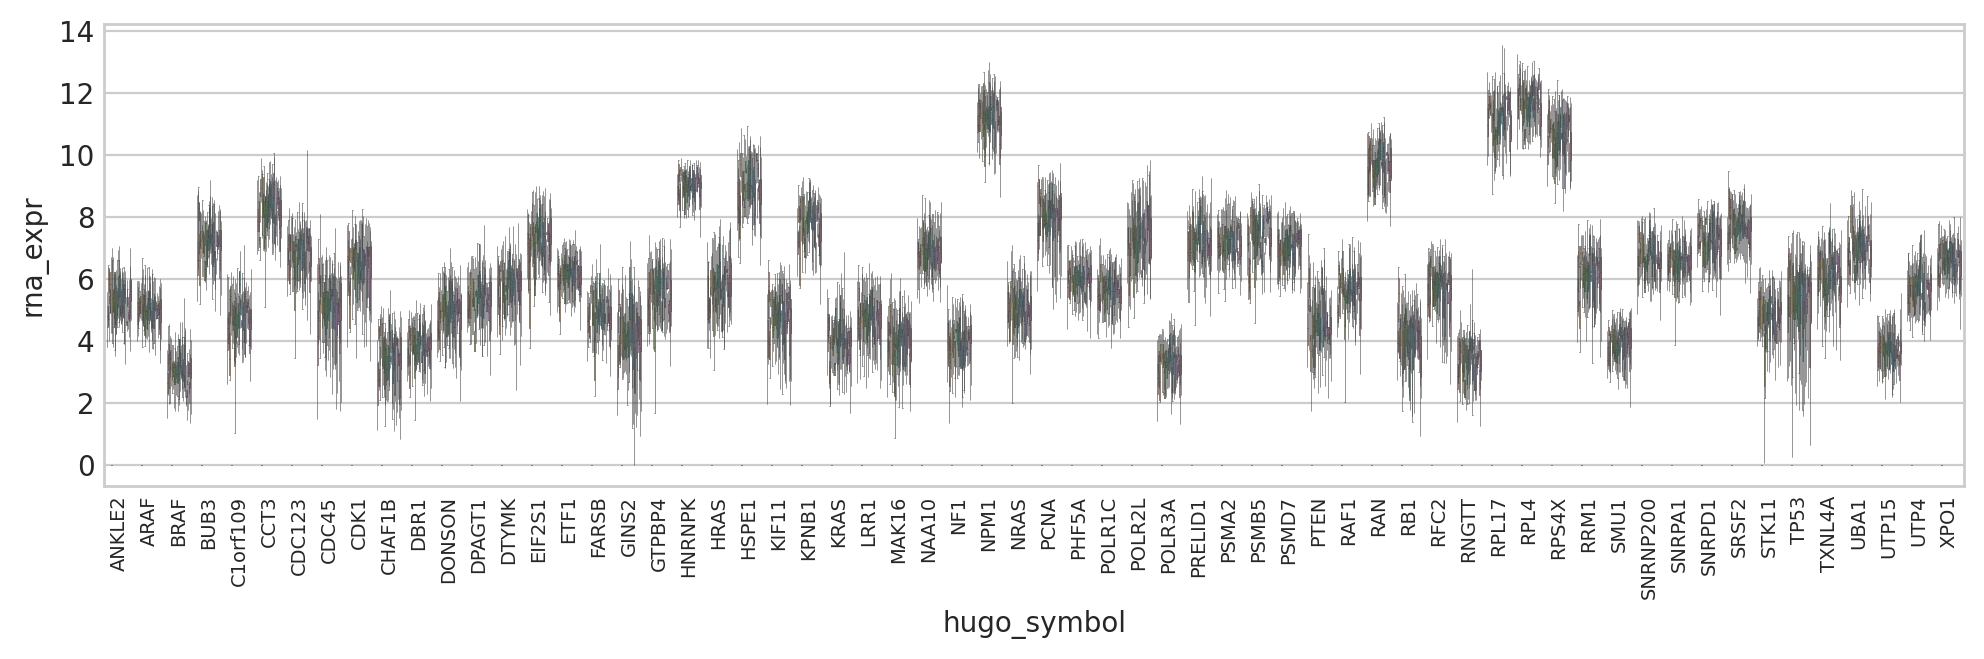 14
12
10
8
6
4
2
0
rna_expr
ANKLE2
ARAF
BRAF
BUB3
C1orf109
CCT3
CDC123
CDC45
CDK1
CHAF1B
DBR1
DONSON
DPAGT1
DTYMK
EIF2S1
ETF1
FARSB
GINS2
GTPBP4
HNRNPK
HRAS
HSPE1
KIF11
KPNB1
KRAS
LRR1
MAK16
NAA10
NF1
NPM1
NRAS
PCNA
PHF5A
POLR1C
POLR2L
POLR3A
PRELID1
PSMA2
PSMB5
PSMD7
PTEN
RAF1
RAN
RB1
RFC2
RNGTT
RPL17
RPL4
RPS4X
RRM1
SMU1
SNRNP200
SNRPA1
SNRPD1
SRSF2
STK11
TP53
TXNL4A
UBA1
UTP15
UTP4
XPO1
hugo_symbol